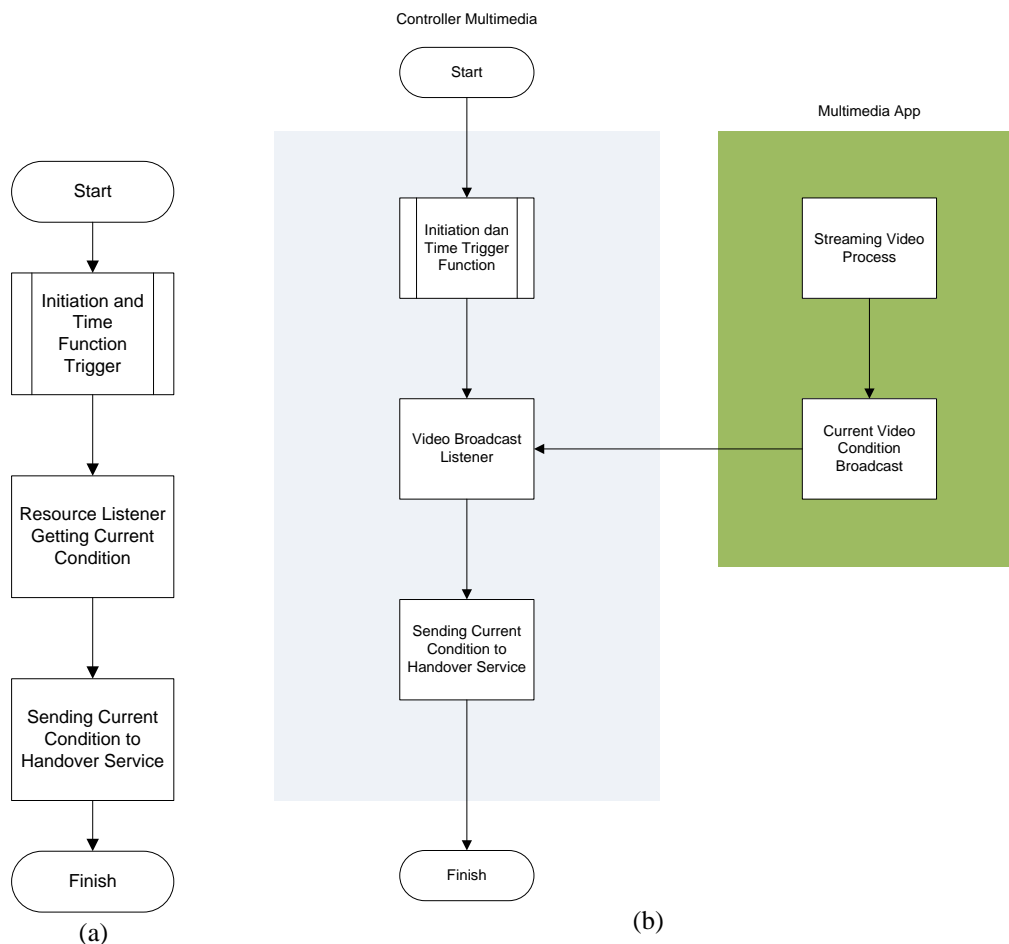 Start
Initiation and
Time
Function
Trigger
Resource Listener
Getting Current
Condition
Sending Current
Condition to
Handover Service
Finish
(a)
Controller Multimedia
Start
Initiation dan
Time Trigger
Function
Video Broadcast
Listener
Sending Current
Condition to
Handover Service
Finish
Multimedia App
Streaming Video
Process
Current Video
Condition
Broadcast
(b)